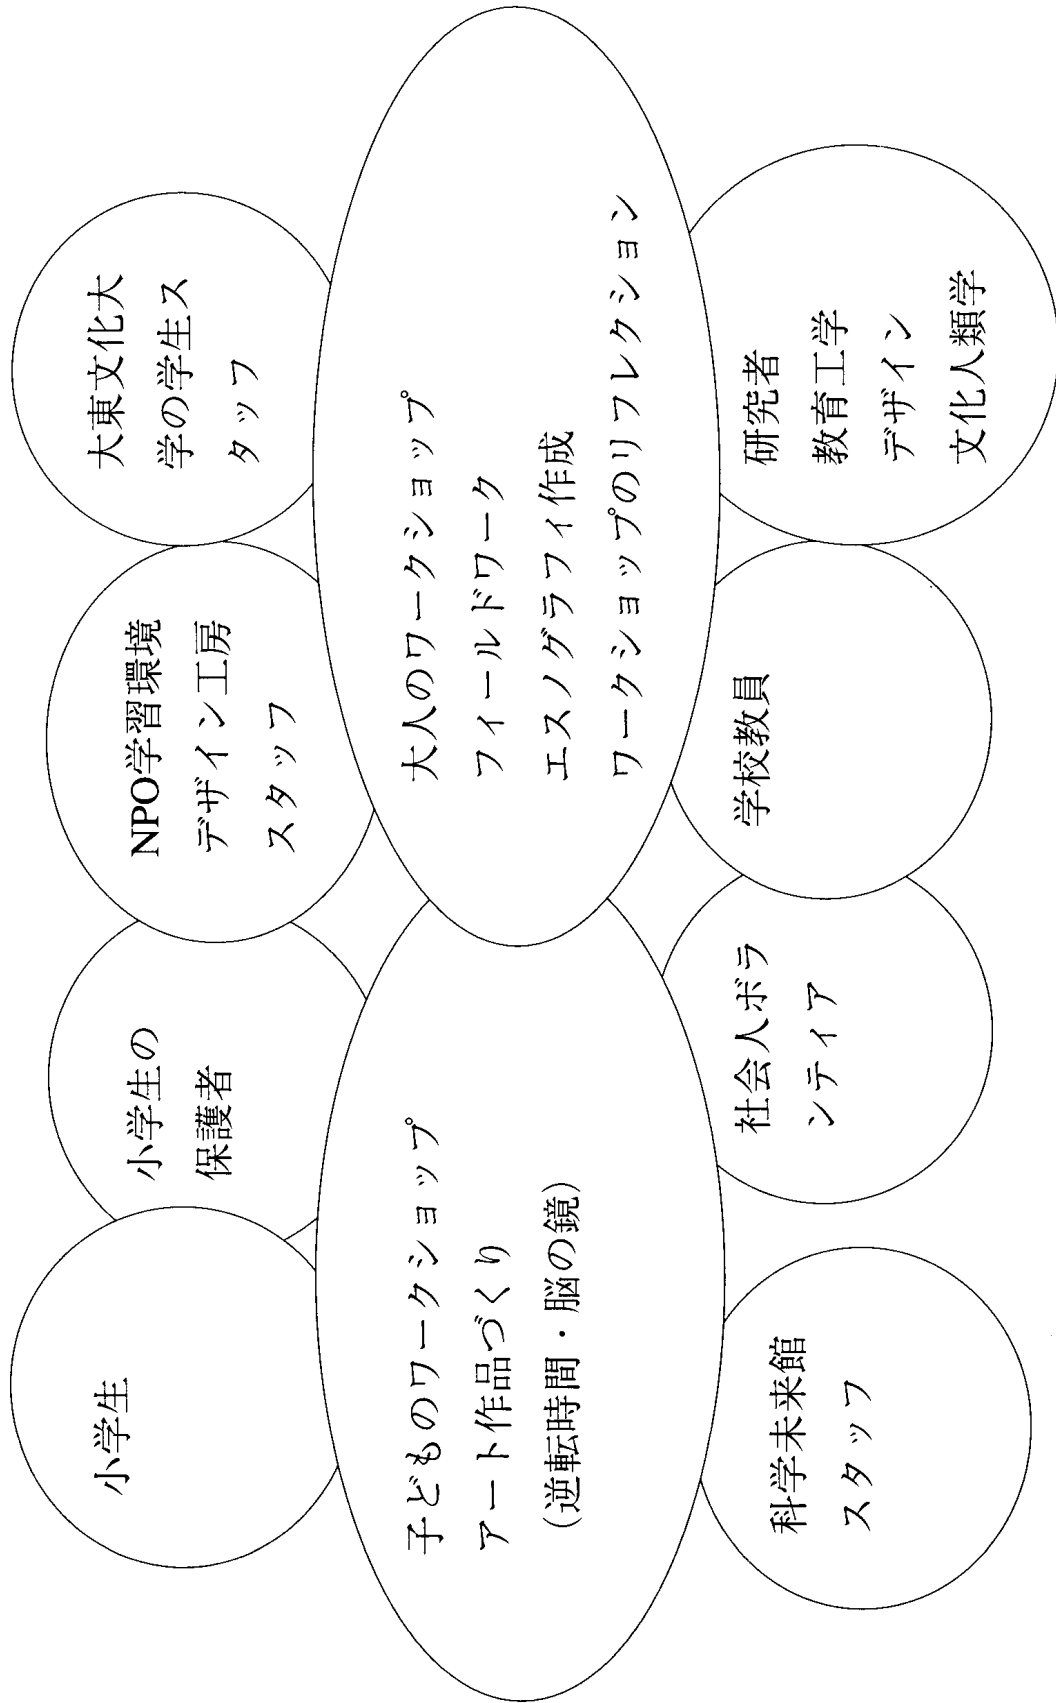 小学生
小学生の
保護者
NPO学習環境
デザイン工房
スタッフ
大東文化大
学の学生ス
タッフ
子どものワークショップ
アート作品づくり
(逆転時間・脳の鏡)
大人のワークショップ
フィールドワーク
エスノグラフィ作成
ワークショップのリフレクション
科学未来館
スタッフ
社会人ボラ
ンティア
学校教員
研究者
教育工学
デザイン
文化人類学